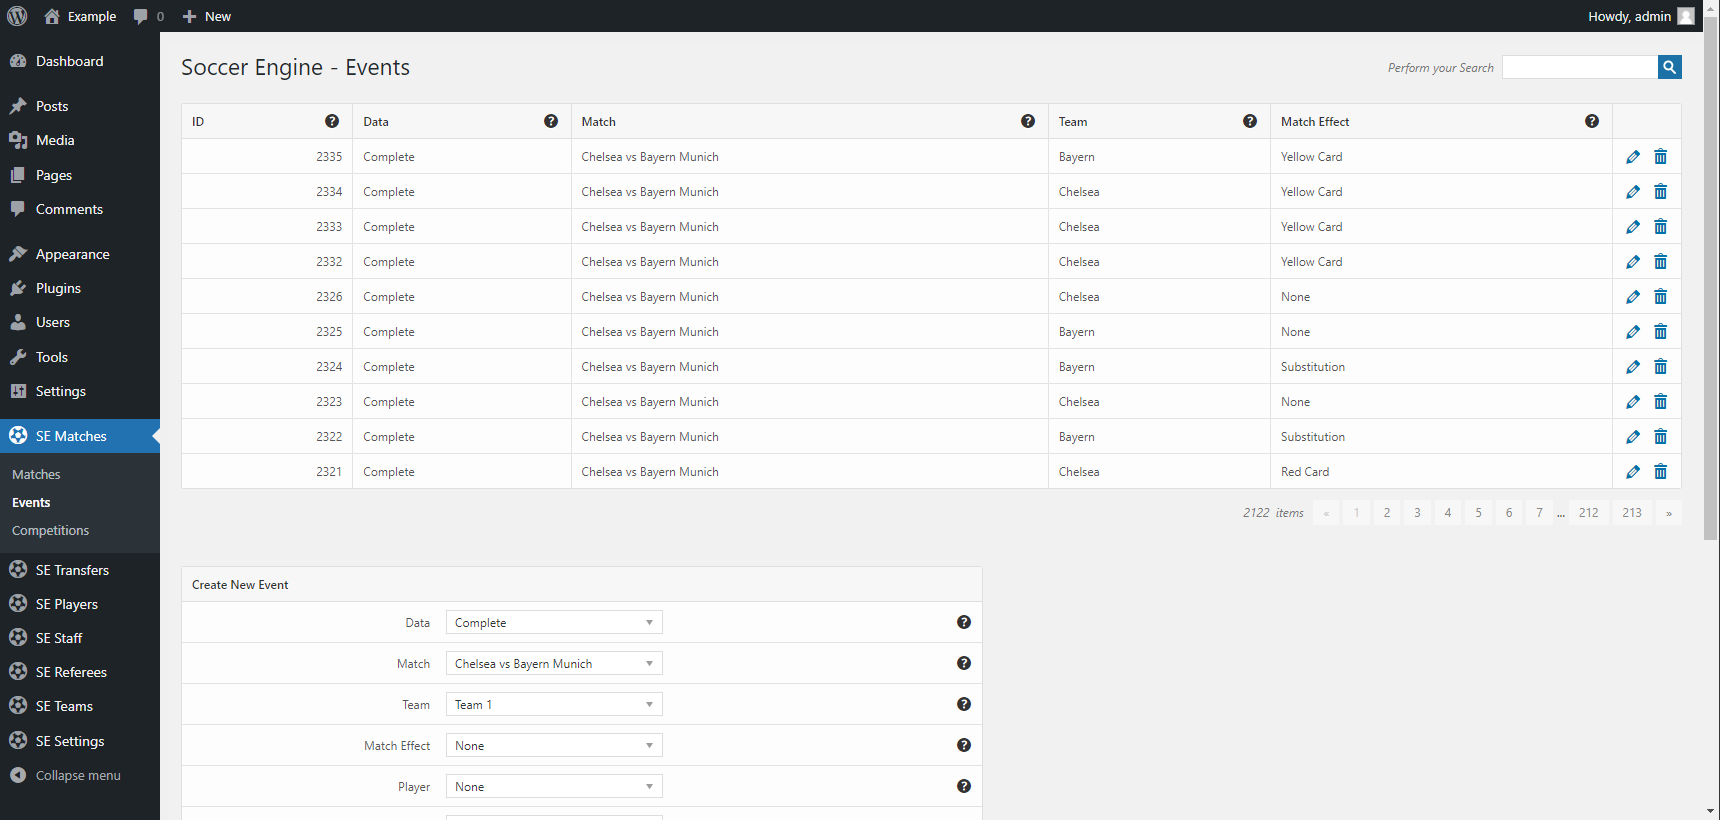 Example 0 New Howdy, admin
Dashboard
Posts
Media
Pages
Comments
Appearance
Plugins
Users
Tools
Settings
SE Matches
Matches
Events
Competitions
SE Transfers
SE Players
SE Staff
SE Referees
SE Teams
SE Settings
Collapse menu
Soccer Engine - Events
Perform your Search
ID Data Match Team Match Effect
2335 Complete Chelsea vs Bayern Munich Bayern Yellow Card
2334 Complete Chelsea vs Bayern Munich Chelsea Yellow Card
2333 Complete Chelsea vs Bayern Munich Chelsea Yellow Card
2332 Complete Chelsea vs Bayern Munich Chelsea Yellow Card
2326 Complete Chelsea vs Bayern Munich Chelsea None
2325 Complete Chelsea vs Bayern Munich Bayern None
2324 Complete Chelsea vs Bayern Munich Bayern Substitution
2323 Complete Chelsea vs Bayern Munich Chelsea None
2322 Complete Chelsea vs Bayern Munich Bayern Substitution
2321 Complete Chelsea vs Bayern Munich Chelsea Red Card
2122 items « 1 2 3 4 5 6 7 ... 212 213 »
Create New Event
Data Complete
Match Chelsea vs Bayern Munich
Team Team 1
Match Effect None
Player None